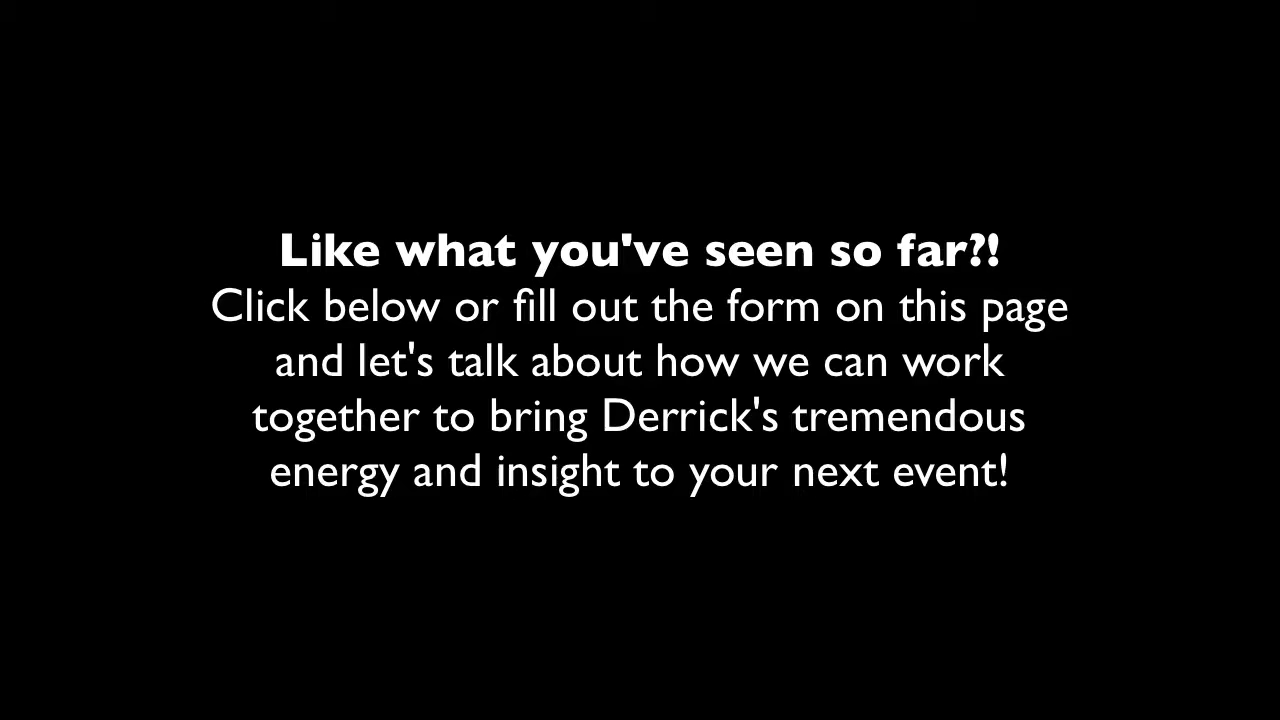 Like what you've seen so far?!
Click below or fill out the form on this page
and let's talk about how we can work
together to bring Derrick's tremendous
energy and insight to your next event!